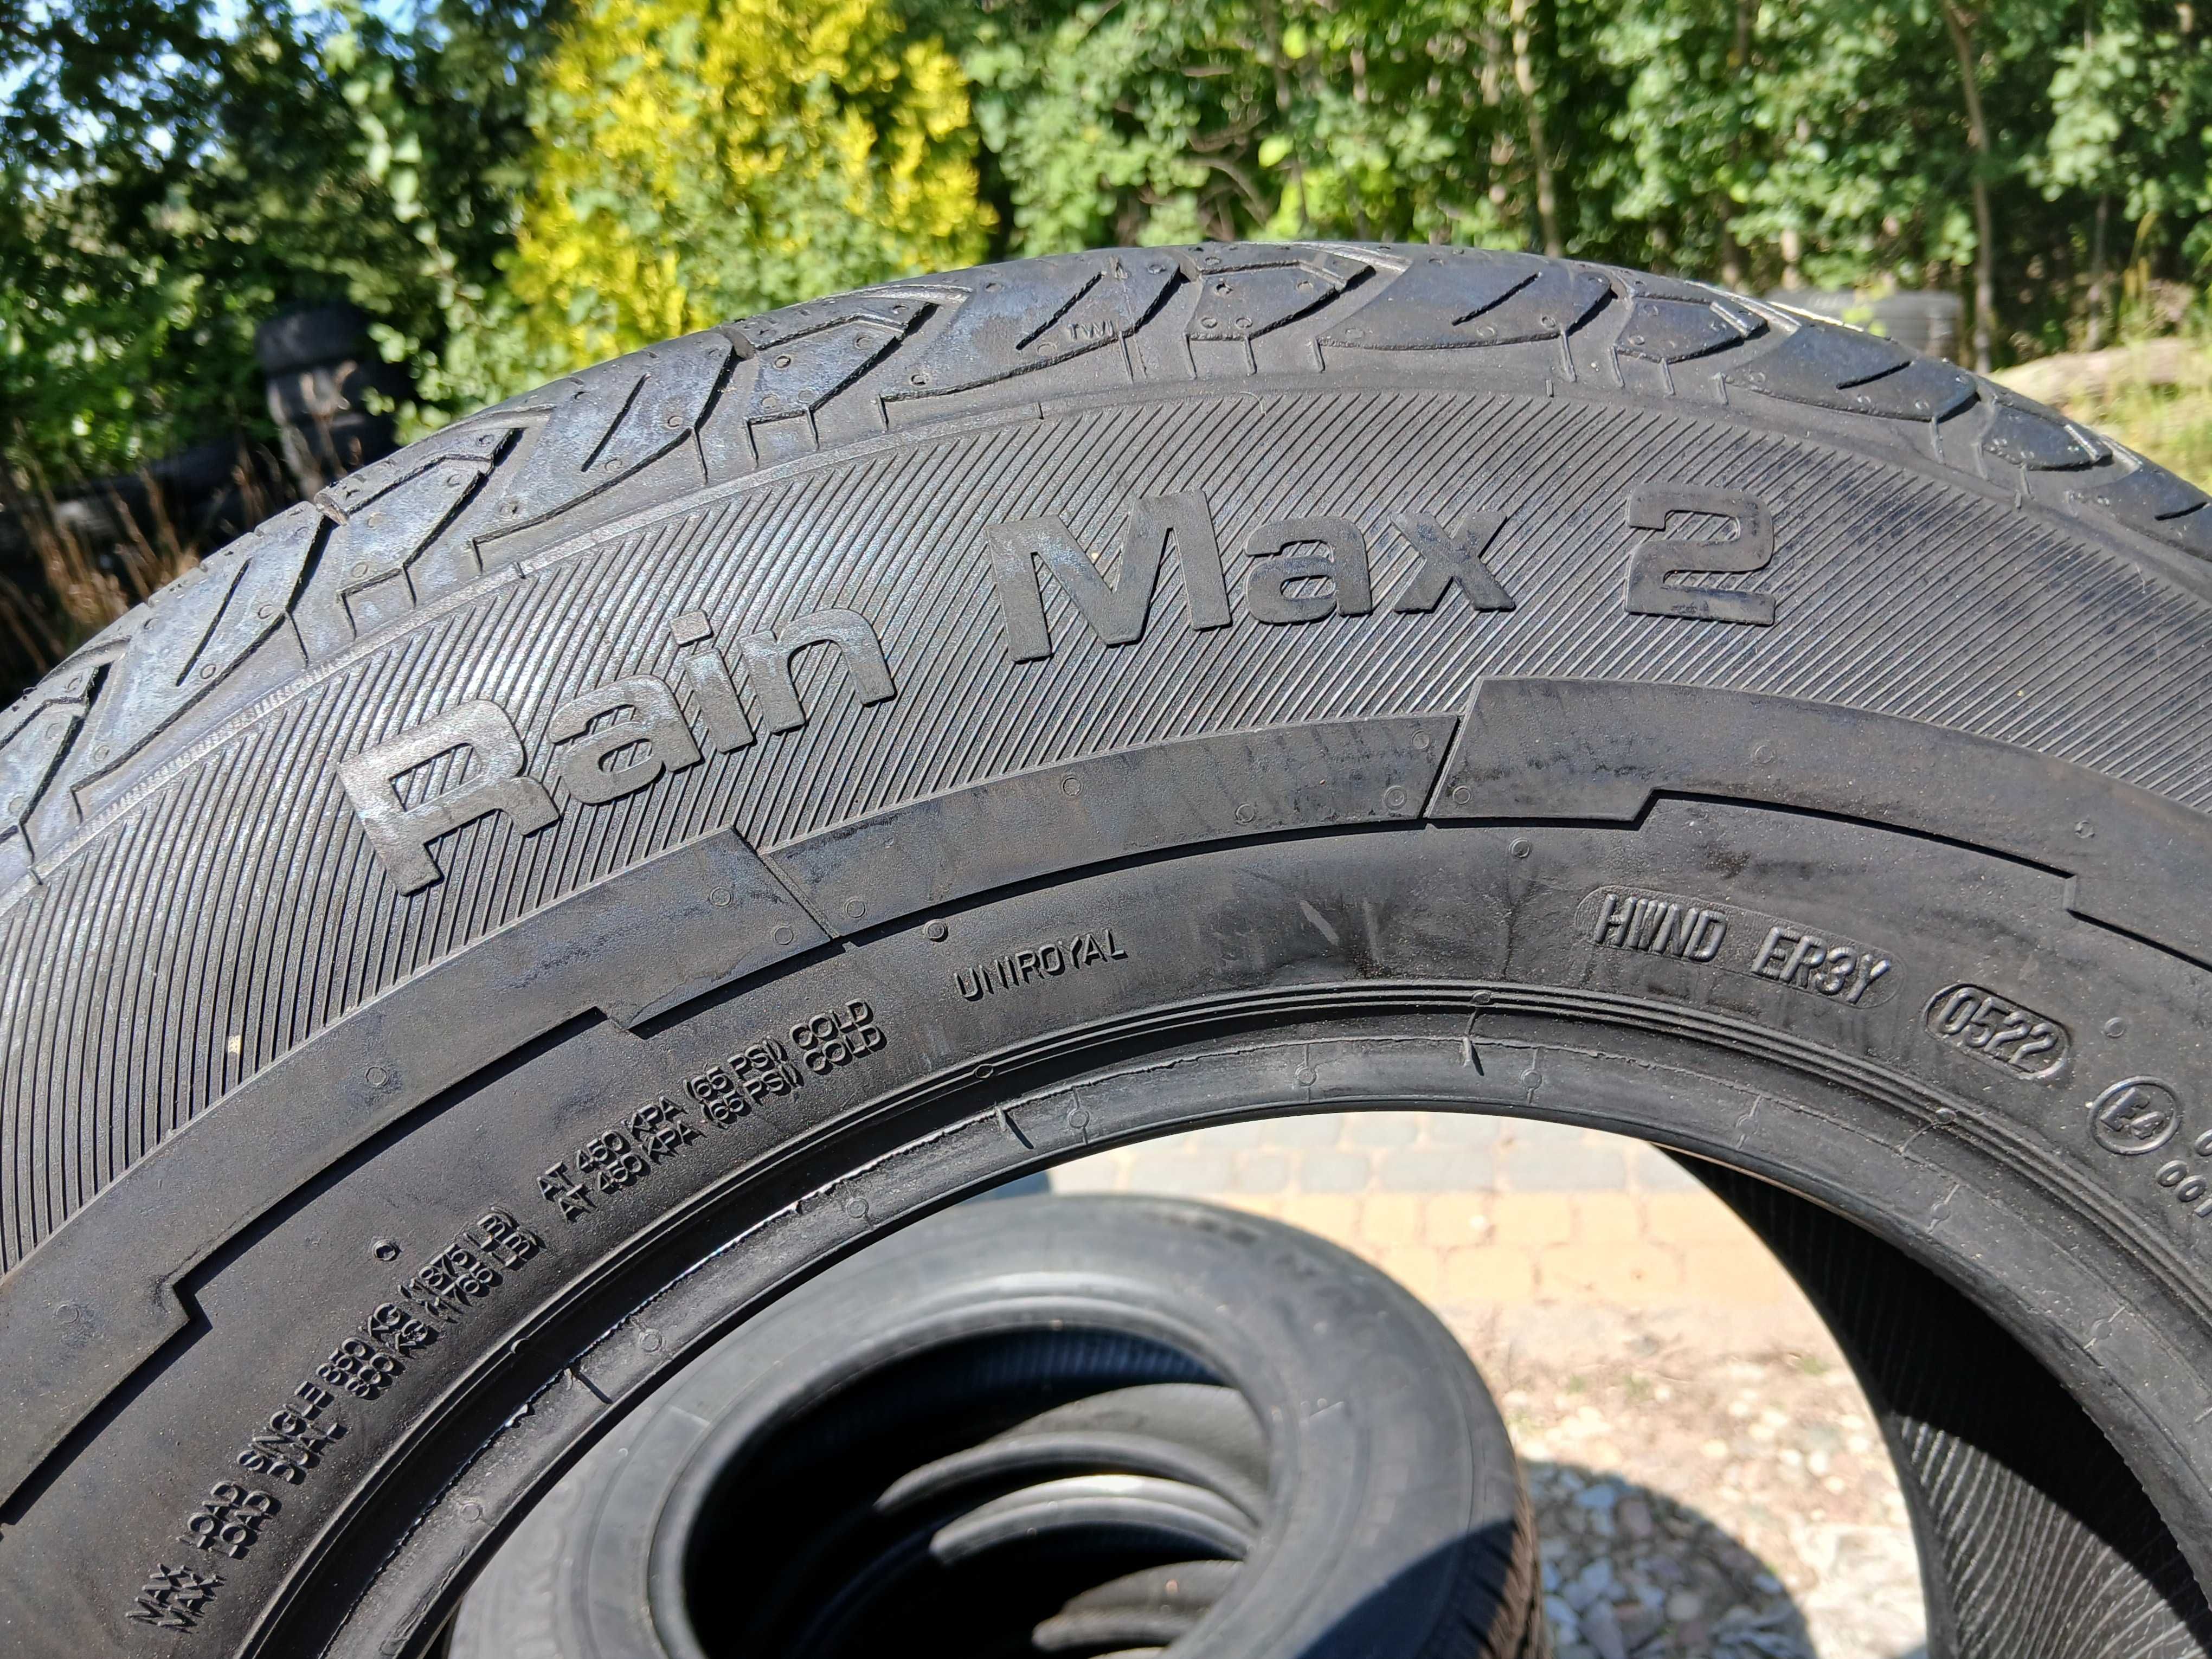 TWI
Rain Max 2
UNIROYAL
HWND ER3Y
0522
E4
MAX. LOAD SINGLE 850 KG (1875 LB) AT 450 KPA (65 PSI) COLD
MAX. LOAD DUAL 800 KG (1765 LB) AT 450 KPA (65 PSI) COLD